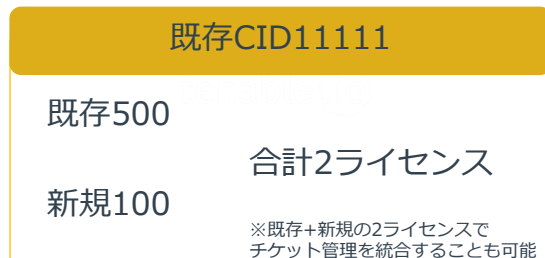 既存CID11111
既存500
合計2ライセンス
新規100
※既存+新規の2ライセンスで
チケット管理を統合することも可能